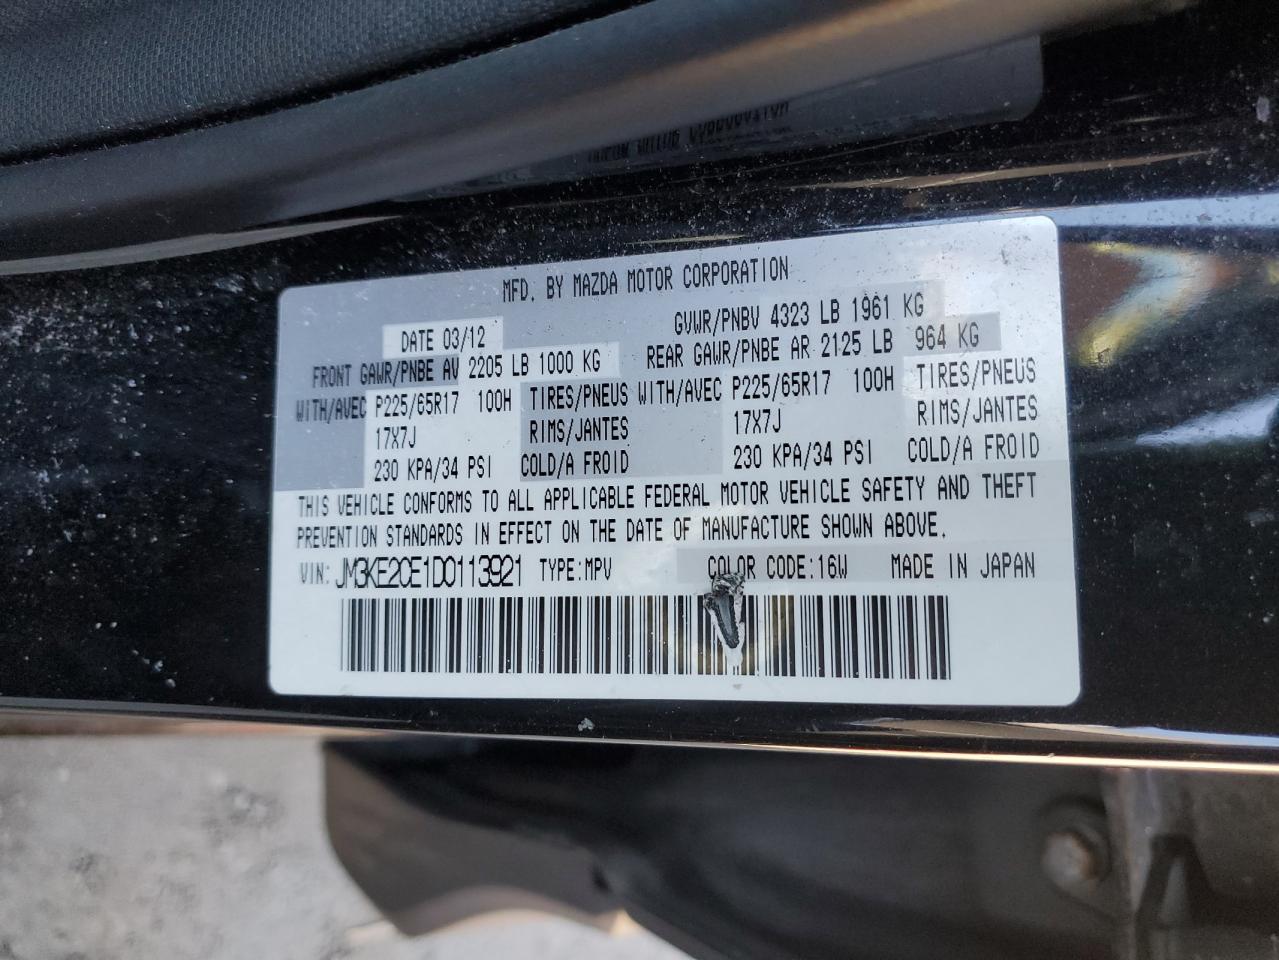 MFD. BY MAZDA MOTOR CORPORATION
DATE 03/12 GVWR/PNBV 4323 LB 1961 KG
FRONT GAWR/PNBE AV 2205 LB 1000 KG REAR GAWR/PNBE AR 2125 LB 964 KG
WITH/AVEC P225/65R17 100H TIRES/PNEUS WITH/AVEC P225/65R17 100H TIRES/PNEUS
17X7J RIMS/JANTES 17X7J RIMS/JANTES
230 KPA/34 PSI COLD/A FROID 230 KPA/34 PSI COLD/A FROID
THIS VEHICLE CONFORMS TO ALL APPLICABLE FEDERAL MOTOR VEHICLE SAFETY AND THEFT
PREVENTION STANDARDS IN EFFECT ON THE DATE OF MANUFACTURE SHOWN ABOVE.
VIN: JM3KE2CE1D0113921 TYPE:MPV COLOR CODE:16W MADE IN JAPAN